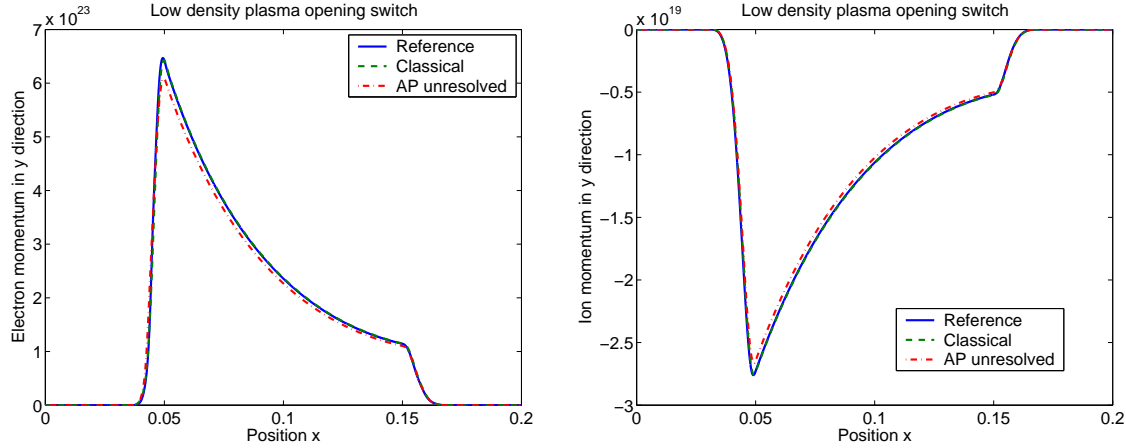 Low density plasma opening switch
x 10^23
7
6
5
4
3
2
1
0
0
0.05
0.1
0.15
0.2
Position x
Electron momentum in y direction
Reference
Classical
AP unresolved
Low density plasma opening switch
x 10^19
0
−0.5
−1
−1.5
−2
−2.5
−3
0
0.05
0.1
0.15
0.2
Position x
Ion momentum in y direction
Reference
Classical
AP unresolved